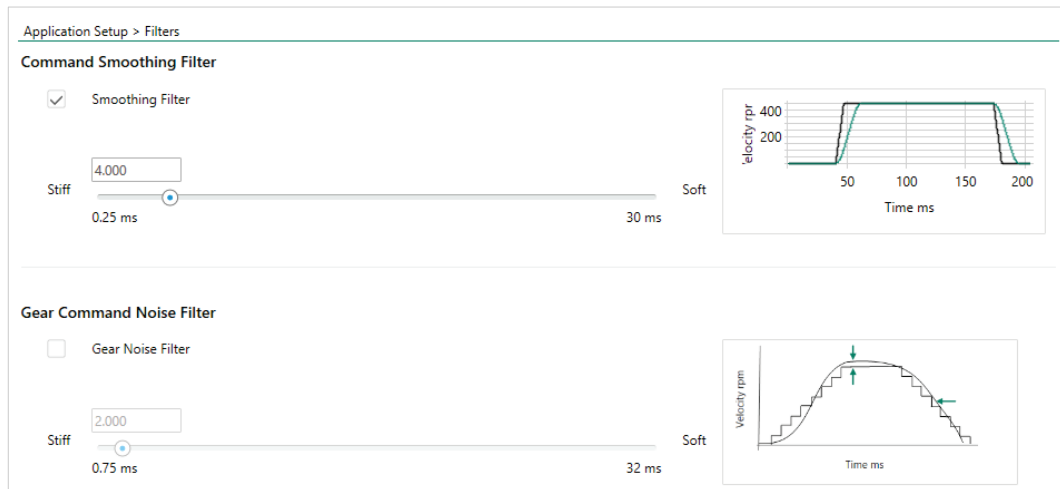 Application Setup > Filters
Command Smoothing Filter
Smoothing Filter
4.000
Stiff
Soft
0.25 ms
30 ms
elocity rpr
400
200
50 100 150 200
Time ms
Gear Command Noise Filter
Gear Noise Filter
2.000
Stiff
Soft
0.75 ms
32 ms
Velocity rpm
Time ms